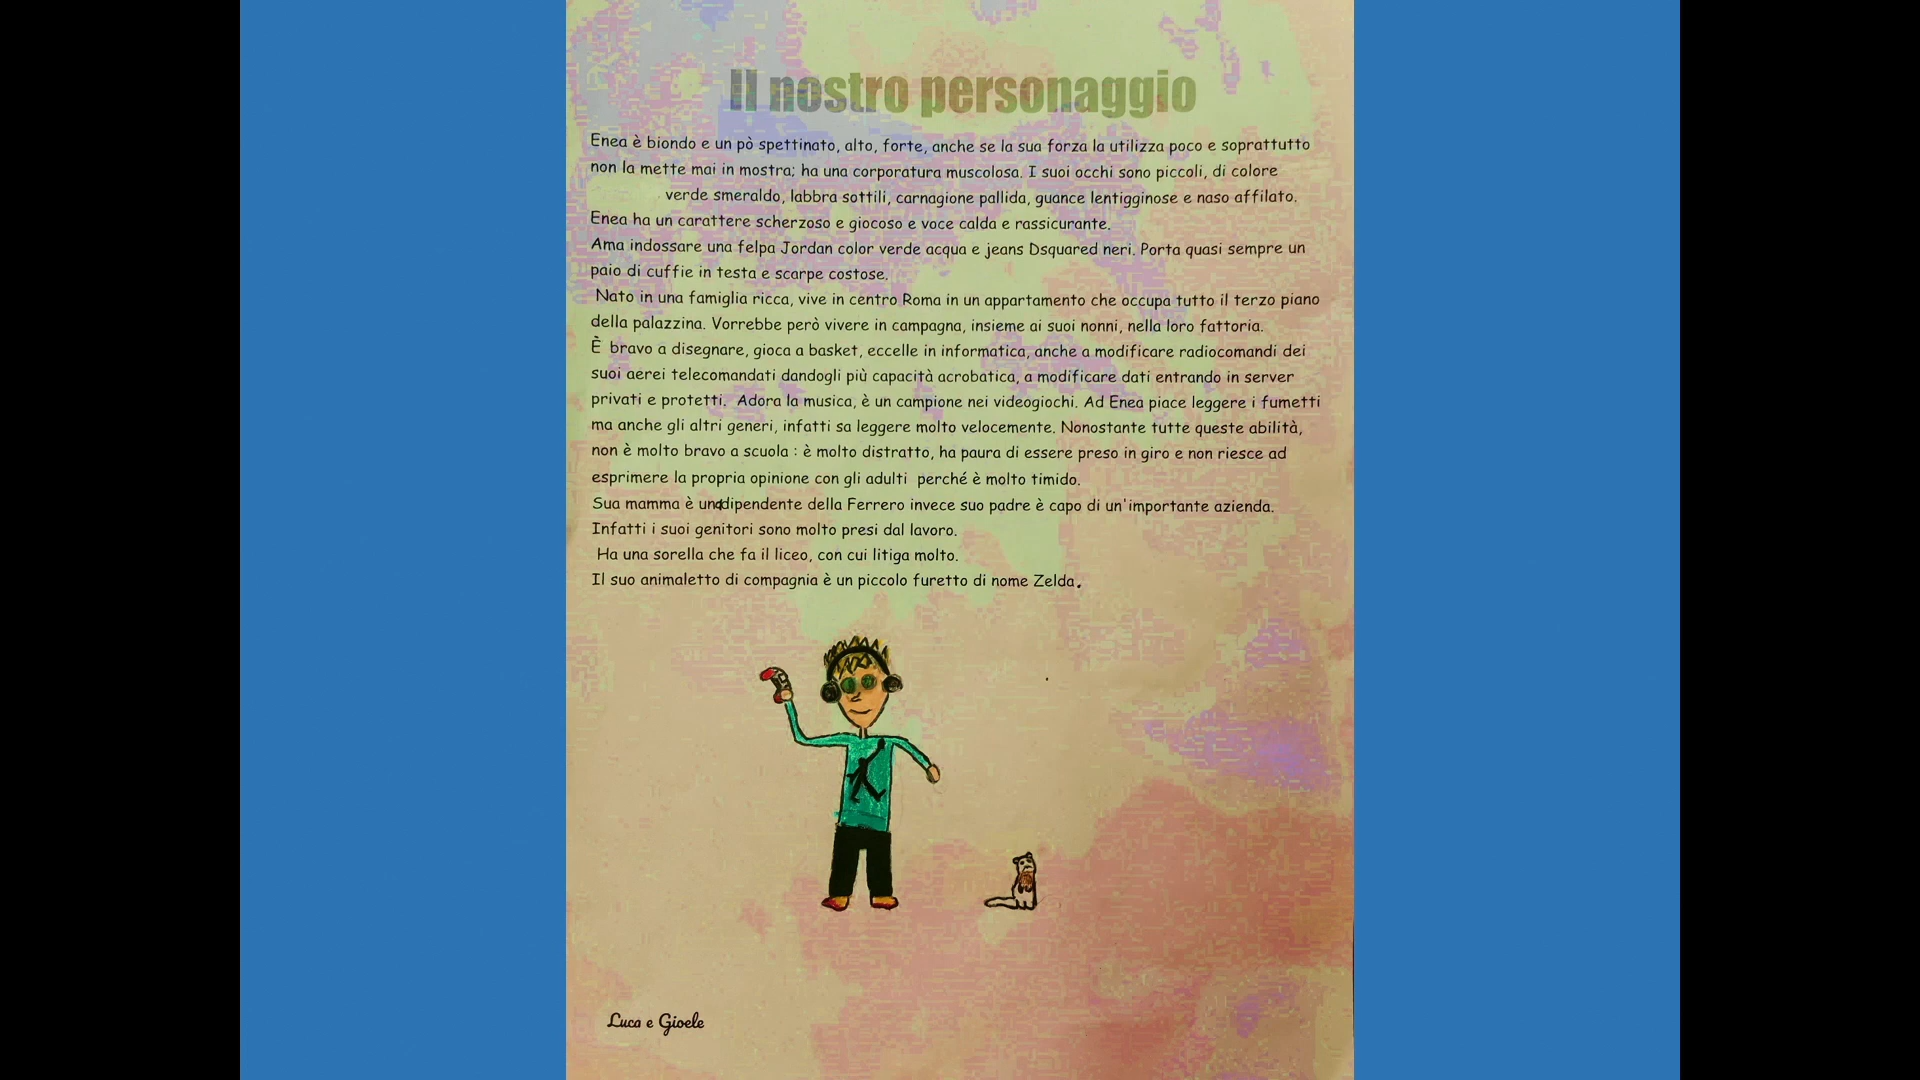 Il nostro personaggio
Enea è biondo e un pò spettinato, alto, forte, anche se la sua forza la utilizza poco e soprattutto
non la mette mai in mostra; ha una corporatura muscolosa. I suoi occhi sono piccoli, di colore
verde smeraldo, labbra sottili, carnagione pallida, guance lentigginose e naso affilato.
Enea ha un carattere scherzoso e giocoso e voce calda e rassicurante.
Ama indossare una felpa Jordan color verde acqua e jeans Dsquared neri. Porta quasi sempre un
paio di cuffie in testa e scarpe costose.
Nato in una famiglia ricca, vive in centro Roma in un appartamento che occupa tutto il terzo piano
della palazzina. Vorrebbe però vivere in campagna, insieme ai suoi nonni, nella loro fattoria.
È bravo a disegnare, gioca a basket, eccelle in informatica, anche a modificare radiocomandi dei
suoi aerei telecomandati dandogli più capacità acrobatica, a modificare dati entrando in server
privati e protetti. Adora la musica, è un campione nei videogiochi. Ad Enea piace leggere i fumetti
ma anche gli altri generi, infatti sa leggere molto velocemente. Nonostante tutte queste abilità,
non è molto bravo a scuola : è molto distratto, ha paura di essere preso in giro e non riesce ad
esprimere la propria opinione con gli adulti perché è molto timido.
Sua mamma è una dipendente della Ferrero invece suo padre è capo di un'importante azienda.
Infatti i suoi genitori sono molto presi dal lavoro.
Ha una sorella che fa il liceo, con cui litiga molto.
Il suo animaletto di compagnia è un piccolo furetto di nome Zelda.
Luca e Gioele